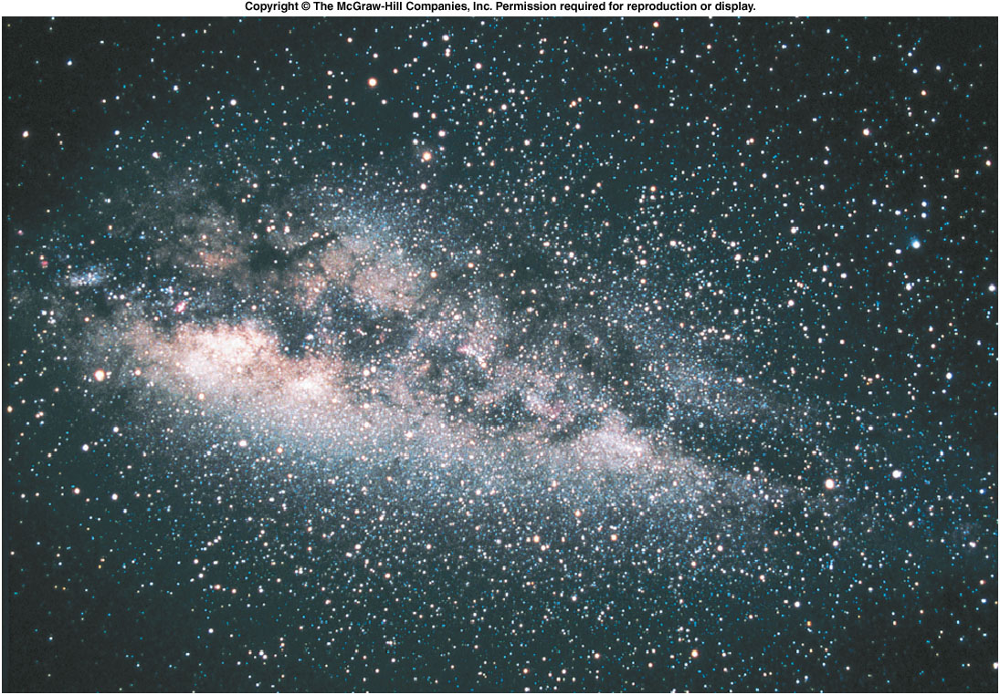 Copyright © The McGraw-Hill Companies, Inc. Permission required for reproduction or display.